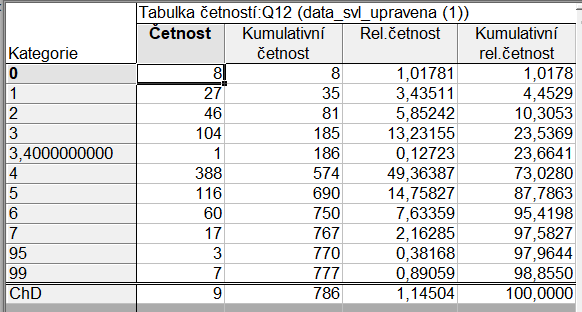 Tabulka četností:Q12 (data_svl_upravena (1))
Kategorie Četnost Kumulativní četnost Rel.četnost Kumulativní rel.četnost
0 8 8 1,01781 1,0178
1 27 35 3,43511 4,4529
2 46 81 5,85242 10,3053
3 104 185 13,23155 23,5369
3,4000000000 1 186 0,12723 23,6641
4 388 574 49,36387 73,0280
5 116 690 14,75827 87,7863
6 60 750 7,63359 95,4198
7 17 767 2,16285 97,5827
95 3 770 0,38168 97,9644
99 7 777 0,89059 98,8550
ChD 9 786 1,14504 100,0000